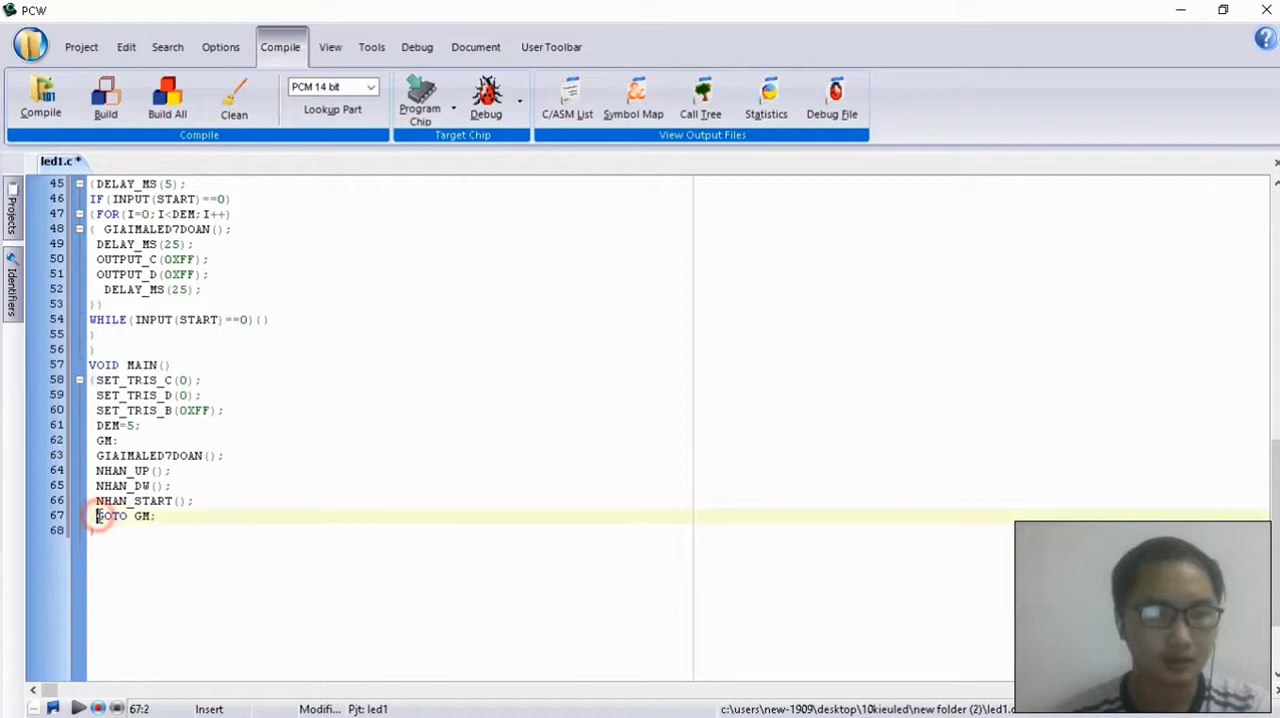 PCW
Project Edit Search Options Compile View Tools Debug Document User Toolbar
PCM 14 bit
Compile Build Build All Clean Lookup Part Program Chip Debug C/ASM List Symbol Map Call Tree Statistics Debug File
Compile Target Chip View Output Files
led1.c *
Projects
Identifiers
45 {DELAY_MS(5);
46 IF(INPUT(START)==0)
47 {FOR(I=0;I<DEM;I++)
48 { GIAIMALED7DOAN();
49 DELAY_MS(25);
50 OUTPUT_C(0XFF);
51 OUTPUT_D(0XFF);
52 DELAY_MS(25);
53 }}
54 WHILE(INPUT(START)==0){}
55 }
56 }
57 VOID MAIN()
58 {SET_TRIS_C(0);
59 SET_TRIS_D(0);
60 SET_TRIS_B(0XFF);
61 DEM=5;
62 GM:
63 GIAIMALED7DOAN();
64 NHAN_UP();
65 NHAN_DW();
66 NHAN_START();
67 GOTO GM;
68 }
67:2 Insert Modifi... Pjt: led1 c:\users\new-1909\desktop\10kieuled\new folder (2)\led1.c